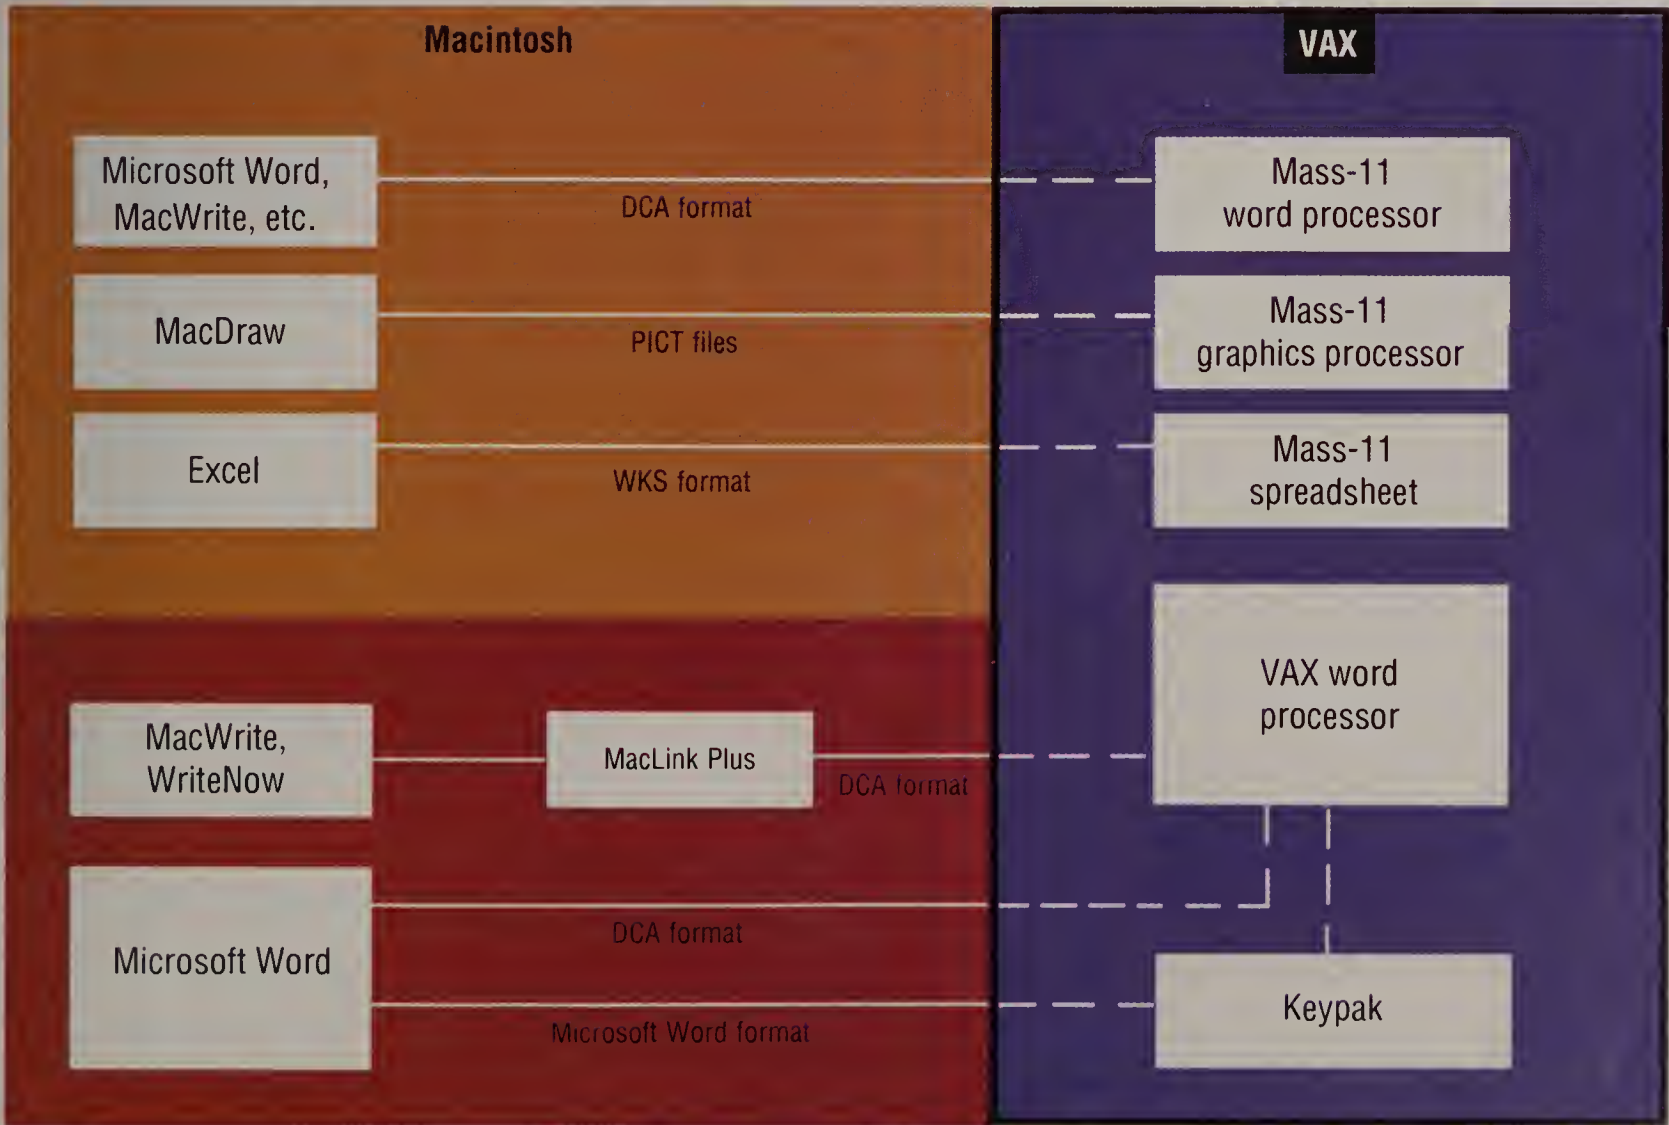 Macintosh
VAX
Microsoft Word,
MacWrite, etc.
DCA format
Mass-11
word processor
MacDraw
PICT files
Mass-11
graphics processor
Excel
WKS format
Mass-11
spreadsheet
VAX word
processor
MacWrite,
WriteNow
MacLink Plus
DCA format
Microsoft Word
DCA format
Microsoft Word format
Keypak